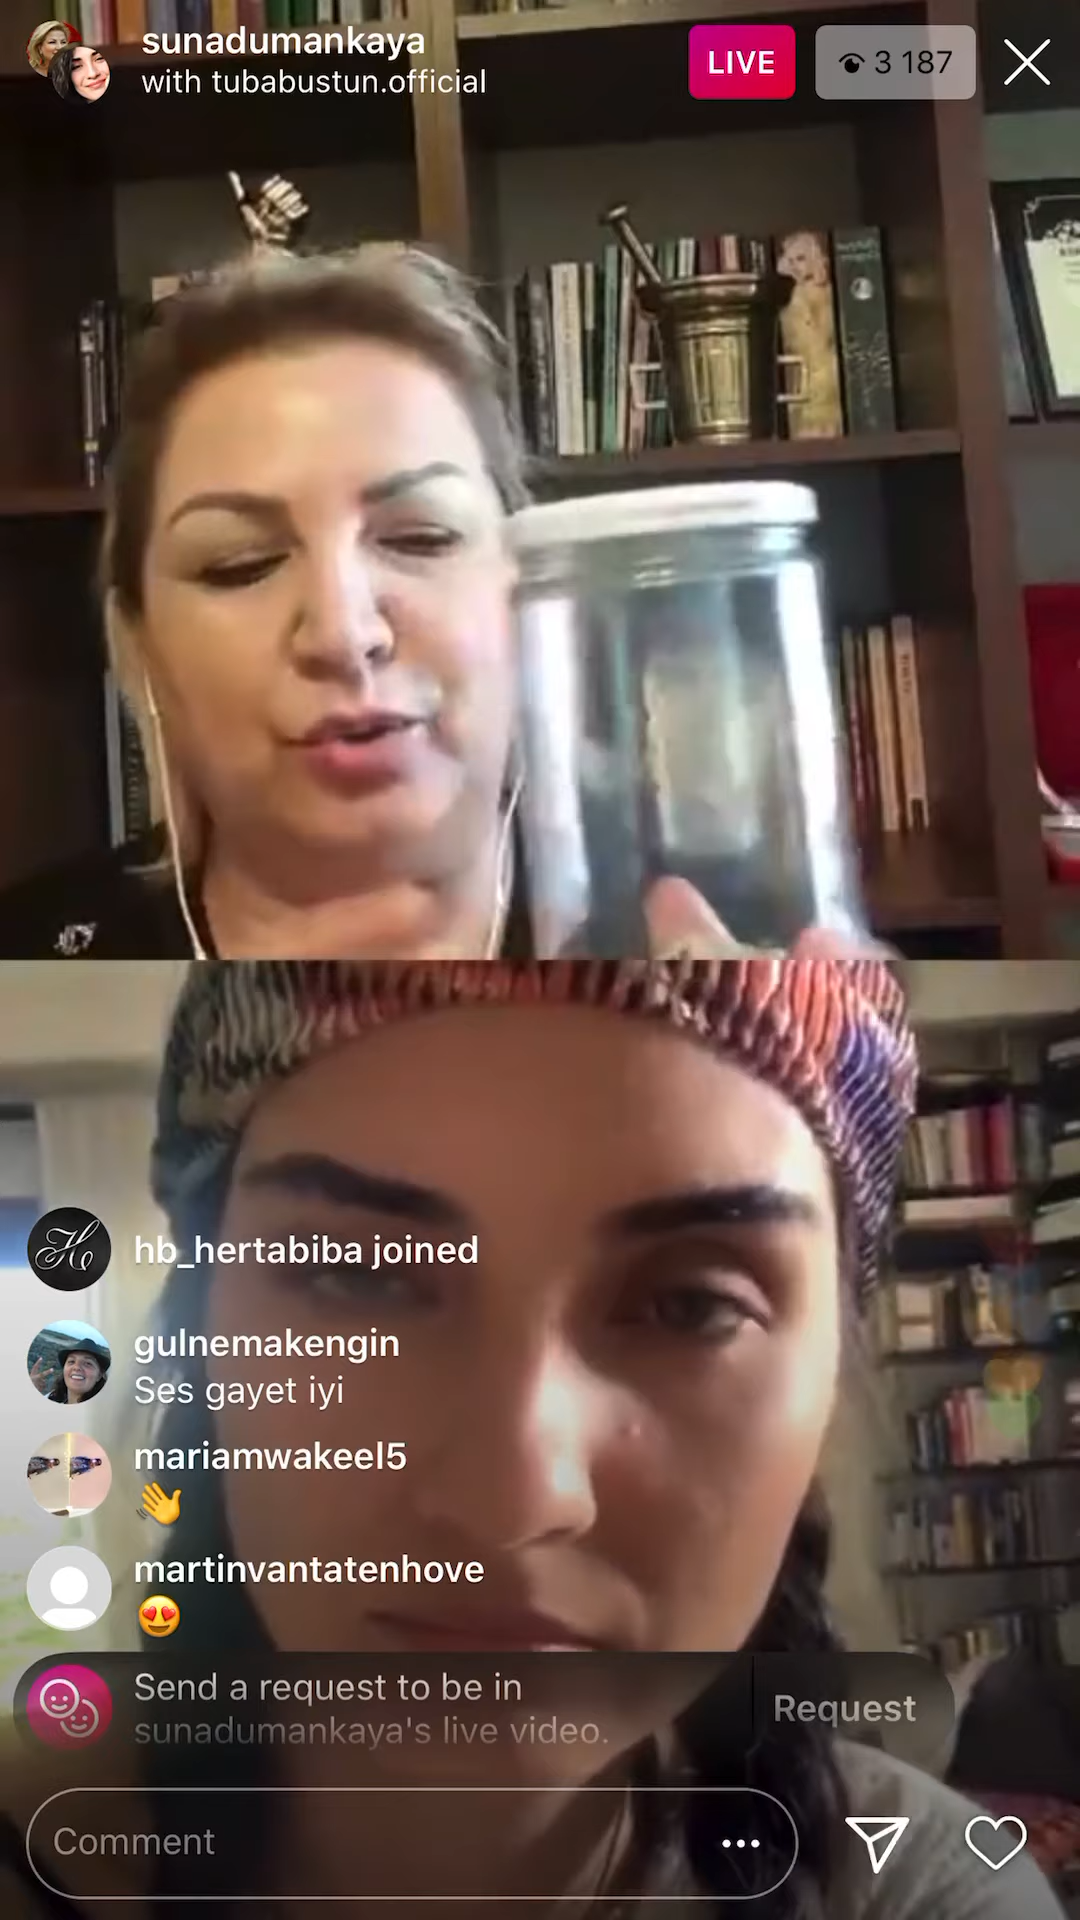 sunadumankaya
with tubabustun.official
LIVE
3 187
hb_hertabiba joined
gulnemakengin
Ses gayet iyi
mariamwakeel5
👋
martinvantatenhove
😍
Send a request to be in
sunadumankaya's live video.
Request
Comment